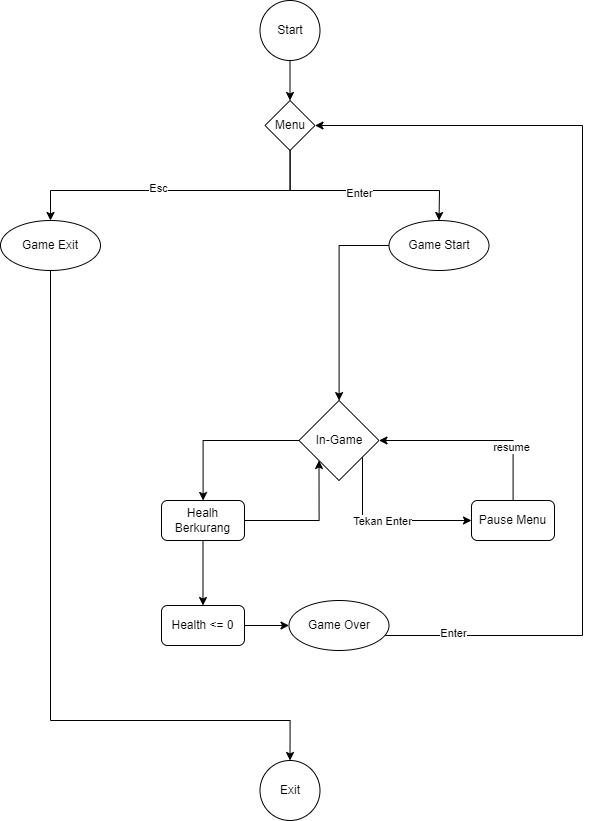 Start
Menu
Esc
Enter
Game Exit
Game Start
In-Game
resume
Healh
Berkurang
Tekan Enter
Pause Menu
Health <= 0
Game Over
Enter
Exit